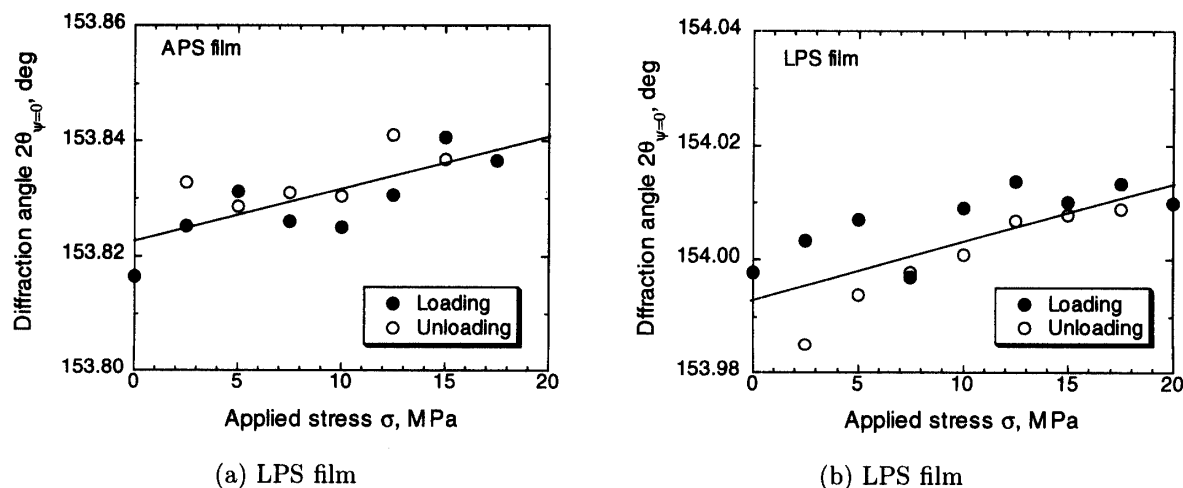 153.86
APS film
153.84
153.82
153.80
Diffraction angle 2θψ=0, deg
Loading
Unloading
0 5 10 15 20
Applied stress σ, MPa
(a) LPS film
154.04
LPS film
154.02
154.00
153.98
Dffraction angle 2θψ=0, deg
Loading
Unloading
0 5 10 15 20
Applied stress σ, MPa
(b) LPS film